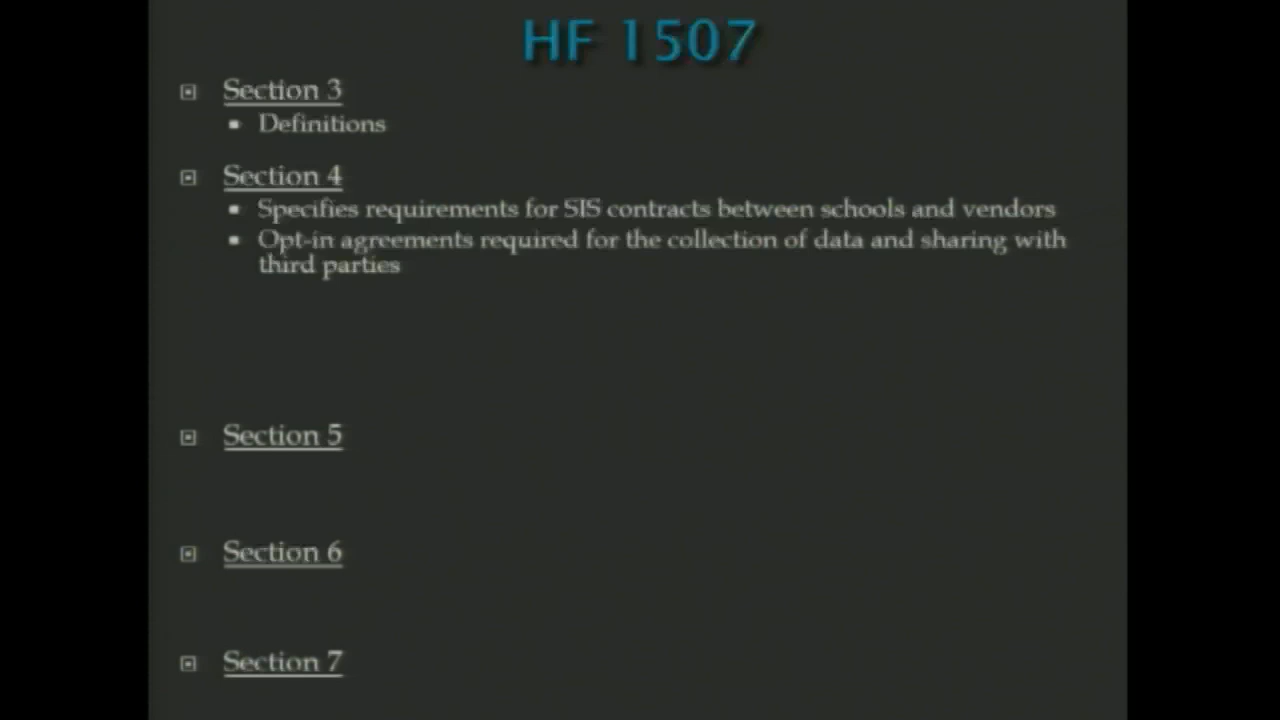 HF 1507
Section 3
Definitions
Section 4
Specifies requirements for SIS contracts between schools and vendors
Opt-in agreements required for the collection of data and sharing with
third parties
Section 5
Section 6
Section 7